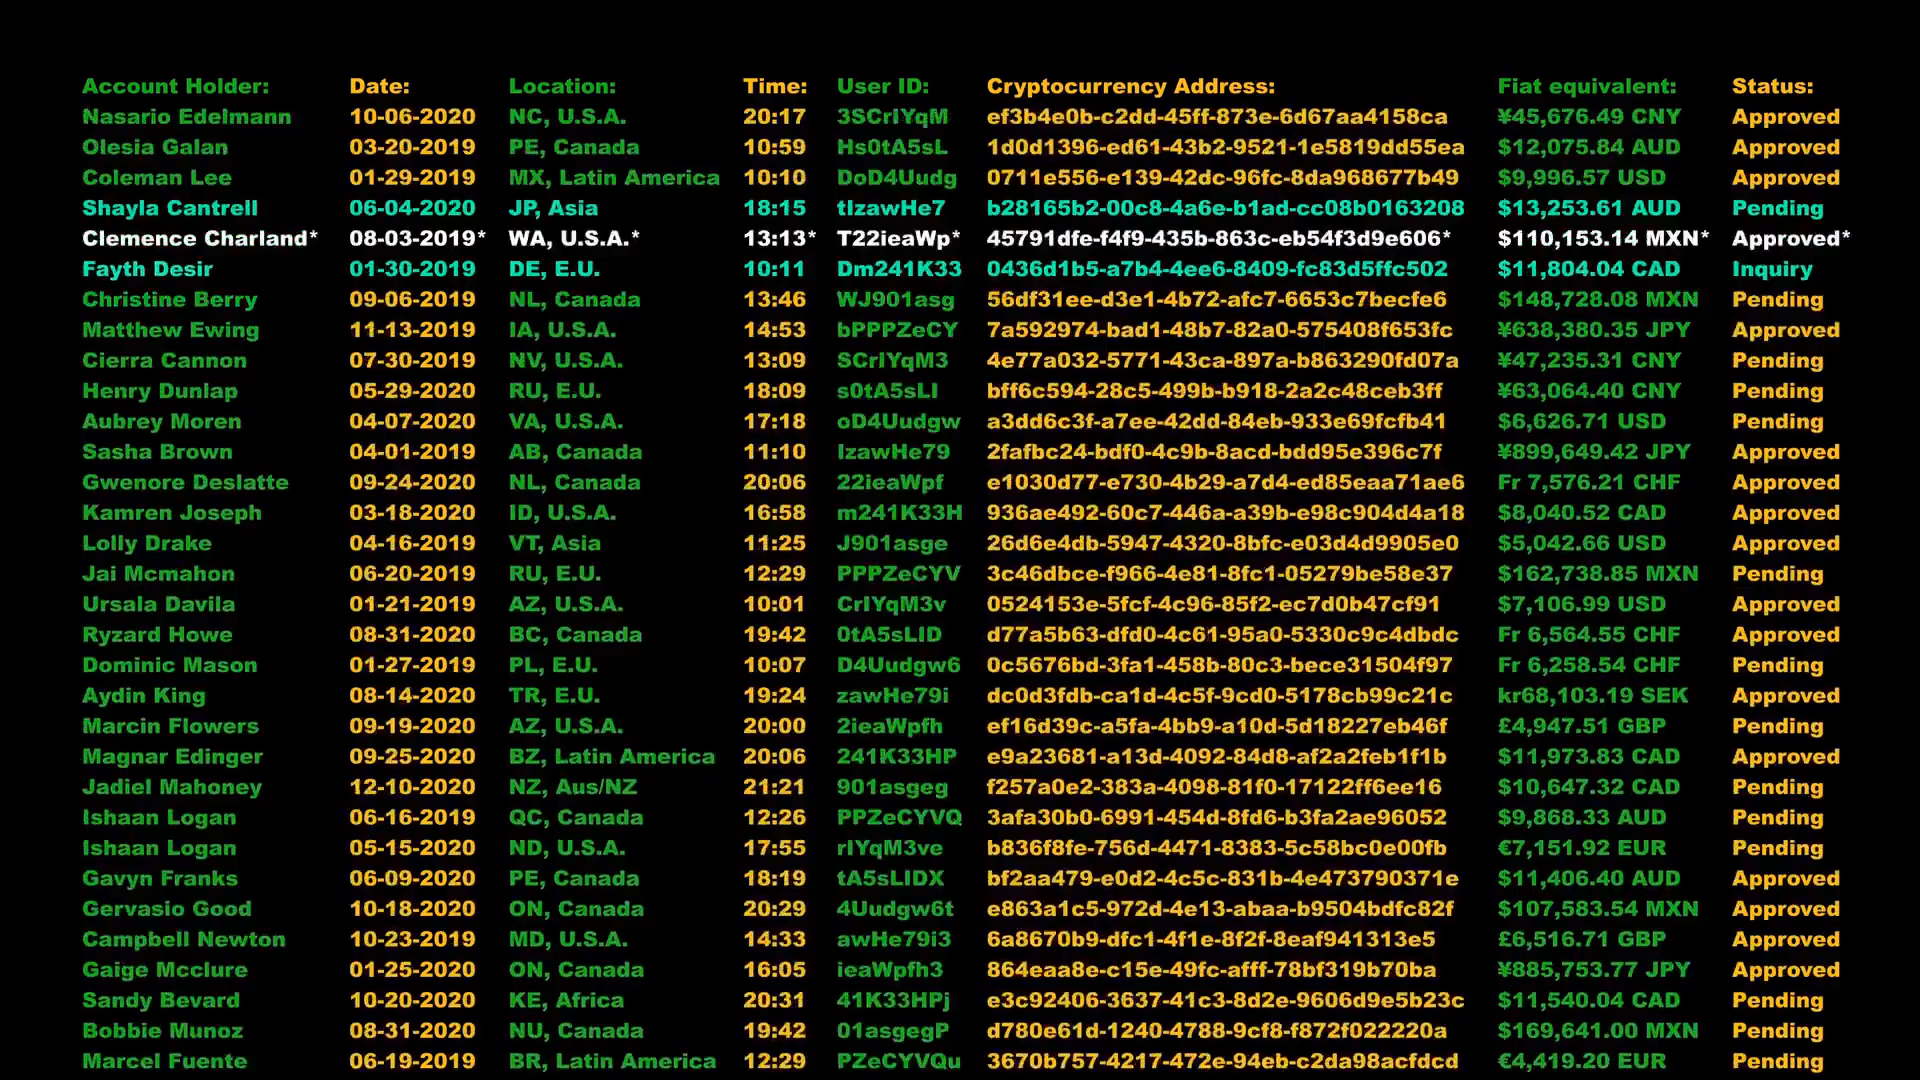 Account Holder: Date: Location: Time: User ID: Cryptocurrency Address: Fiat equivalent: Status:
Nasario Edelmann 10-06-2020 NC, U.S.A. 20:17 3SCrIYqM ef3b4e0b-c2dd-45ff-873e-6d67aa4158ca ¥45,676.49 CNY Approved
Olesia Galan 03-20-2019 PE, Canada 10:59 Hs0tA5sL 1d0d1396-ed61-43b2-9521-1e5819dd55ea $12,075.84 AUD Approved
Coleman Lee 01-29-2019 MX, Latin America 10:10 DoD4Uudg 0711e556-e139-42dc-96fc-8da968677b49 $9,996.57 USD Approved
Shayla Cantrell 06-04-2020 JP, Asia 18:15 tIzawHe7 b28165b2-00c8-4a6e-b1ad-cc08b0163208 $13,253.61 AUD Pending
Clemence Charland* 08-03-2019* WA, U.S.A.* 13:13* T22ieaWp* 45791dfe-f4f9-435b-863c-eb54f3d9e606* $110,153.14 MXN* Approved*
Fayth Desir 01-30-2019 DE, E.U. 10:11 Dm241K33 0436d1b5-a7b4-4ee6-8409-fc83d5ffc502 $11,804.04 CAD Inquiry
Christine Berry 09-06-2019 NL, Canada 13:46 WJ901asg 56df31ee-d3e1-4b72-afc7-6653c7becfe6 $148,728.08 MXN Pending
Matthew Ewing 11-13-2019 IA, U.S.A. 14:53 bPPPZeCY 7a592974-bad1-48b7-82a0-575408f653fc ¥638,380.35 JPY Approved
Cierra Cannon 07-30-2019 NV, U.S.A. 13:09 SCrIYqM3 4e77a032-5771-43ca-897a-b863290fd07a ¥47,235.31 CNY Pending
Henry Dunlap 05-29-2020 RU, E.U. 18:09 s0tA5sLI bff6c594-28c5-499b-b918-2a2c48ceb3ff ¥63,064.40 CNY Pending
Aubrey Moren 04-07-2020 VA, U.S.A. 17:18 oD4Uudgw a3dd6c3f-a7ee-42dd-84eb-933e69fcfb41 $6,626.71 USD Pending
Sasha Brown 04-01-2019 AB, Canada 11:10 IzawHe79 2fafbc24-bdf0-4c9b-8acd-bdd95e396c7f ¥899,649.42 JPY Approved
Gwenore Deslatte 09-24-2020 NL, Canada 20:06 22ieaWpf e1030d77-e730-4b29-a7d4-ed85eaa71ae6 Fr 7,576.21 CHF Approved
Kamren Joseph 03-18-2020 ID, U.S.A. 16:58 m241K33H 936ae492-60c7-446a-a39b-e98c904d4a18 $8,040.52 CAD Approved
Lolly Drake 04-16-2019 VT, Asia 11:25 J901asge 26d6e4db-5947-4320-8bfc-e03d4d9905e0 $5,042.66 USD Approved
Jai Mcmahon 06-20-2019 RU, E.U. 12:29 PPPZeCYV 3c46dbce-f966-4e81-8fc1-05279be58e37 $162,738.85 MXN Pending
Ursala Davila 01-21-2019 AZ, U.S.A. 10:01 CrIYqM3v 0524153e-5fcf-4c96-85f2-ec7d0b47cf91 $7,106.99 USD Approved
Ryzard Howe 08-31-2020 BC, Canada 19:42 0tA5sLID d77a5b63-dfd0-4c61-95a0-5330c9c4dbdc Fr 6,564.55 CHF Approved
Dominic Mason 01-27-2019 PL, E.U. 10:07 D4Uudgw6 0c5676bd-3fa1-458b-80c3-bece31504f97 Fr 6,258.54 CHF Pending
Aydin King 08-14-2020 TR, E.U. 19:24 zawHe79i dc0d3fdb-ca1d-4c5f-9cd0-5178cb99c21c kr68,103.19 SEK Approved
Marcin Flowers 09-19-2020 AZ, U.S.A. 20:00 2ieaWpfh ef16d39c-a5fa-4bb9-a10d-5d18227eb46f £4,947.51 GBP Pending
Magnar Edinger 09-25-2020 BZ, Latin America 20:06 241K33HP e9a23681-a13d-4092-84d8-af2a2feb1f1b $11,973.83 CAD Approved
Jadiel Mahoney 12-10-2020 NZ, Aus/NZ 21:21 901asgeg f257a0e2-383a-4098-81f0-17122ff6ee16 $10,647.32 CAD Pending
Ishaan Logan 06-16-2019 QC, Canada 12:26 PPZeCYVQ 3afa30b0-6991-454d-8fd6-b3fa2ae96052 $9,868.33 AUD Pending
Ishaan Logan 05-15-2020 ND, U.S.A. 17:55 rIYqM3ve b836f8fe-756d-4471-8383-5c58bc0e00fb €7,151.92 EUR Pending
Gavyn Franks 06-09-2020 PE, Canada 18:19 tA5sLIDX bf2aa479-e0d2-4c5c-831b-4e473790371e $11,406.40 AUD Approved
Gervasio Good 10-18-2020 ON, Canada 20:29 4Uudgw6t e863a1c5-972d-4e13-abaa-b9504bdfc82f $107,583.54 MXN Approved
Campbell Newton 10-23-2019 MD, U.S.A. 14:33 awHe79i3 6a8670b9-dfc1-4f1e-8f2f-8eaf941313e5 £6,516.71 GBP Approved
Gaige Mcclure 01-25-2020 ON, Canada 16:05 ieaWpfh3 864eaa8e-c15e-49fc-afff-78bf319b70ba ¥885,753.77 JPY Approved
Sandy Bevard 10-20-2020 KE, Africa 20:31 41K33HPj e3c92406-3637-41c3-8d2e-9606d9e5b23c $11,540.04 CAD Pending
Bobbie Munoz 08-31-2020 NU, Canada 19:42 01asgegP d780e61d-1240-4788-9cf8-f872f022220a $169,641.00 MXN Pending
Marcel Fuente 06-19-2019 BR, Latin America 12:29 PZeCYVQu 3670b757-4217-472e-94eb-c2da98acfdcd €4,419.20 EUR Pending